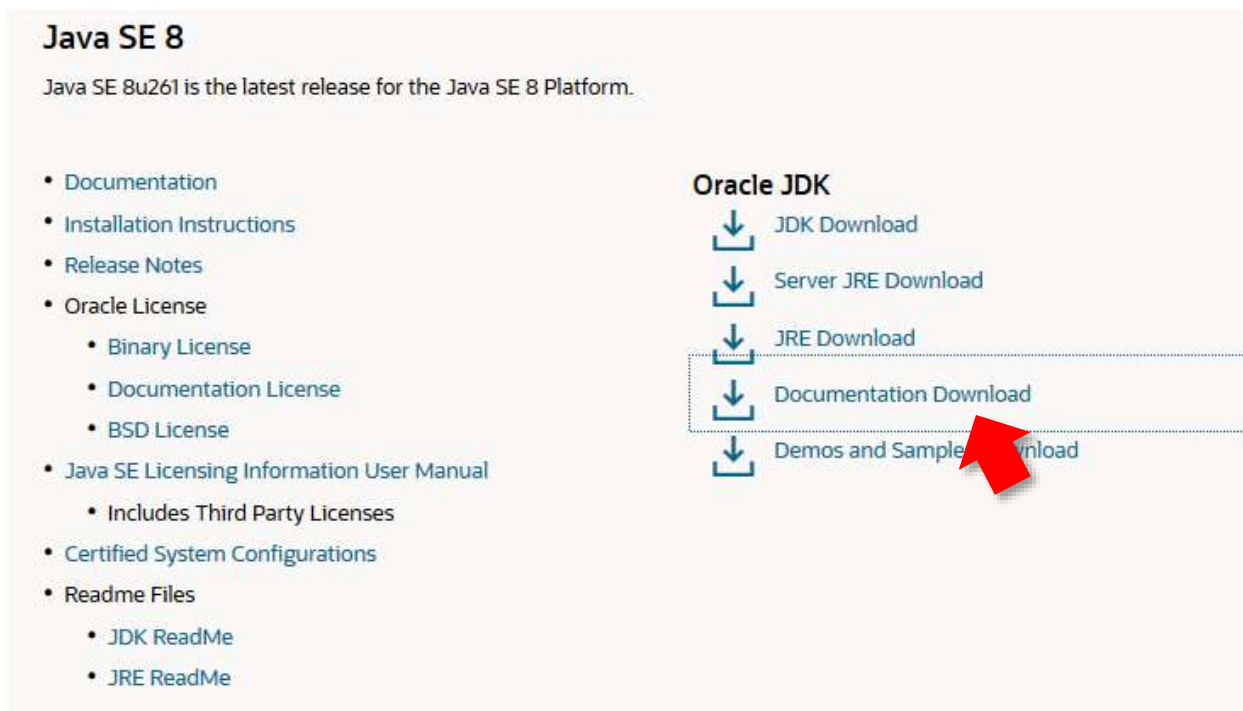 Java SE 8
Java SE 8u261 is the latest release for the Java SE 8 Platform.
• Documentation
• Installation Instructions
• Release Notes
• Oracle License
• Binary License
• Documentation License
• BSD License
• Java SE Licensing Information User Manual
• Includes Third Party Licenses
• Certified System Configurations
• Readme Files
• JDK ReadMe
• JRE ReadMe
Oracle JDK
JDK Download
Server JRE Download
JRE Download
Documentation Download
Demos and Sample